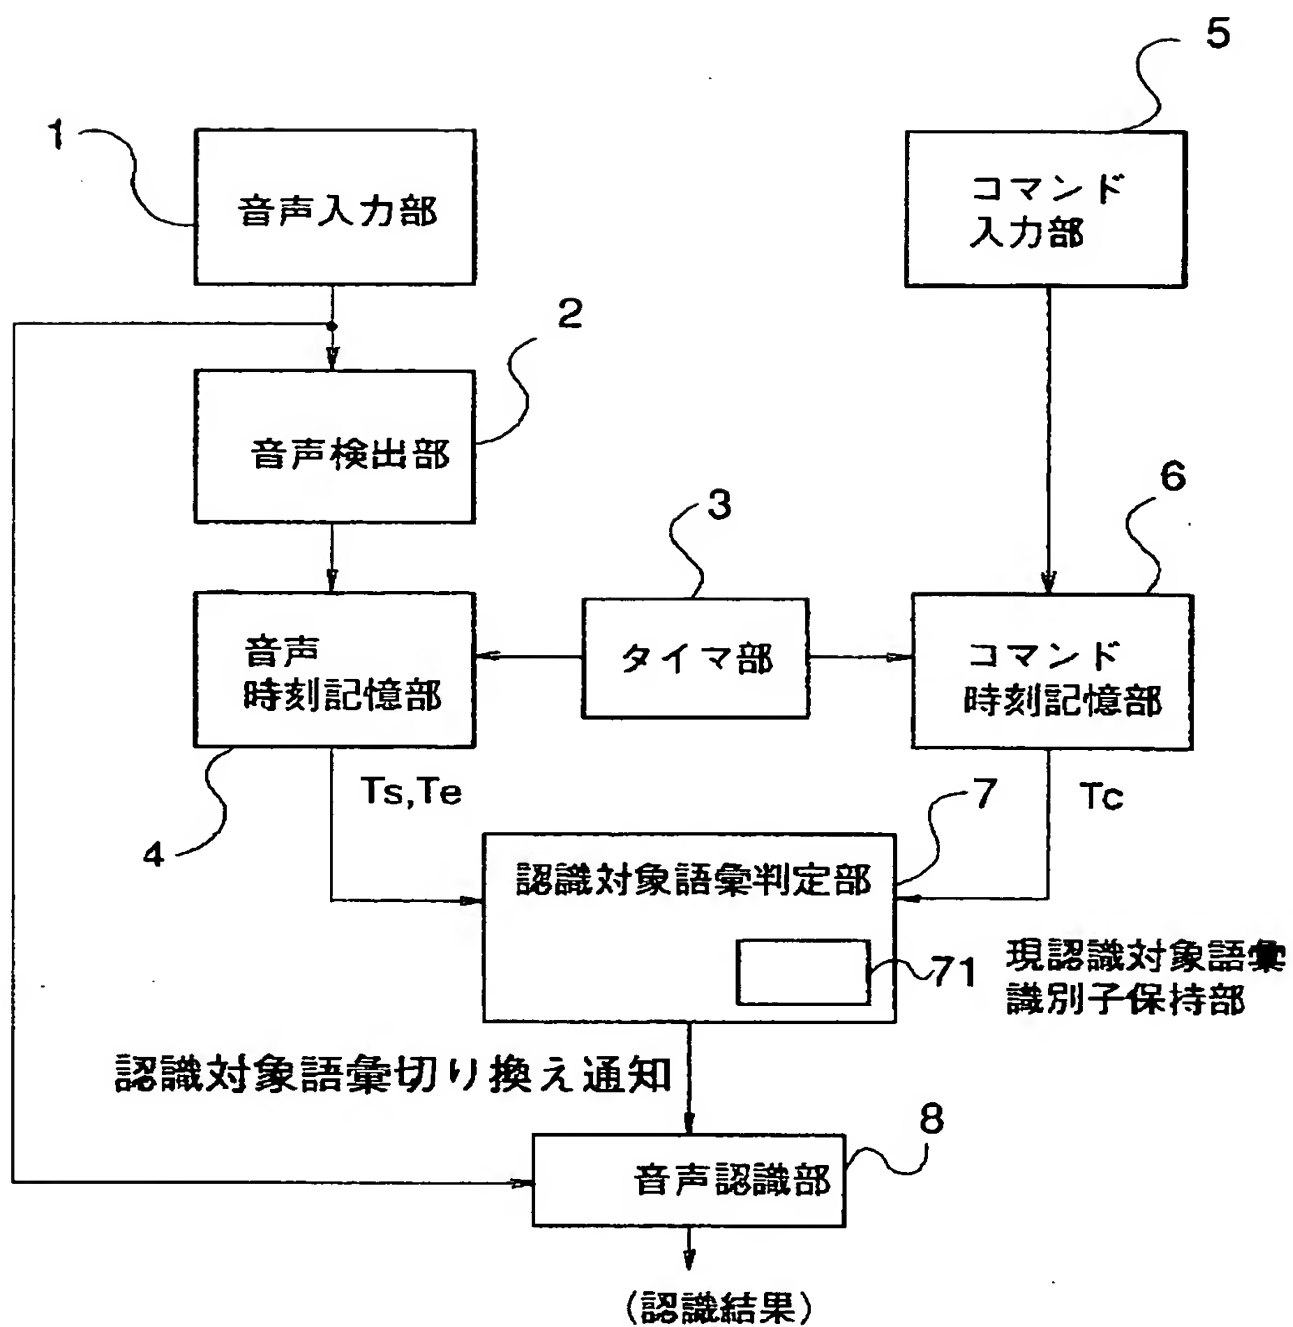 5
1
音声入力部
コマンド
入力部
2
音声検出部
3
6
音声
時刻記憶部
タイマ部
コマンド
時刻記憶部
4
Ts,Te
7
Tc
認識対象語彙判定部
71
現認識対象語彙
識別子保持部
認識対象語彙切り換え通知
8
音声認識部
(認識結果)